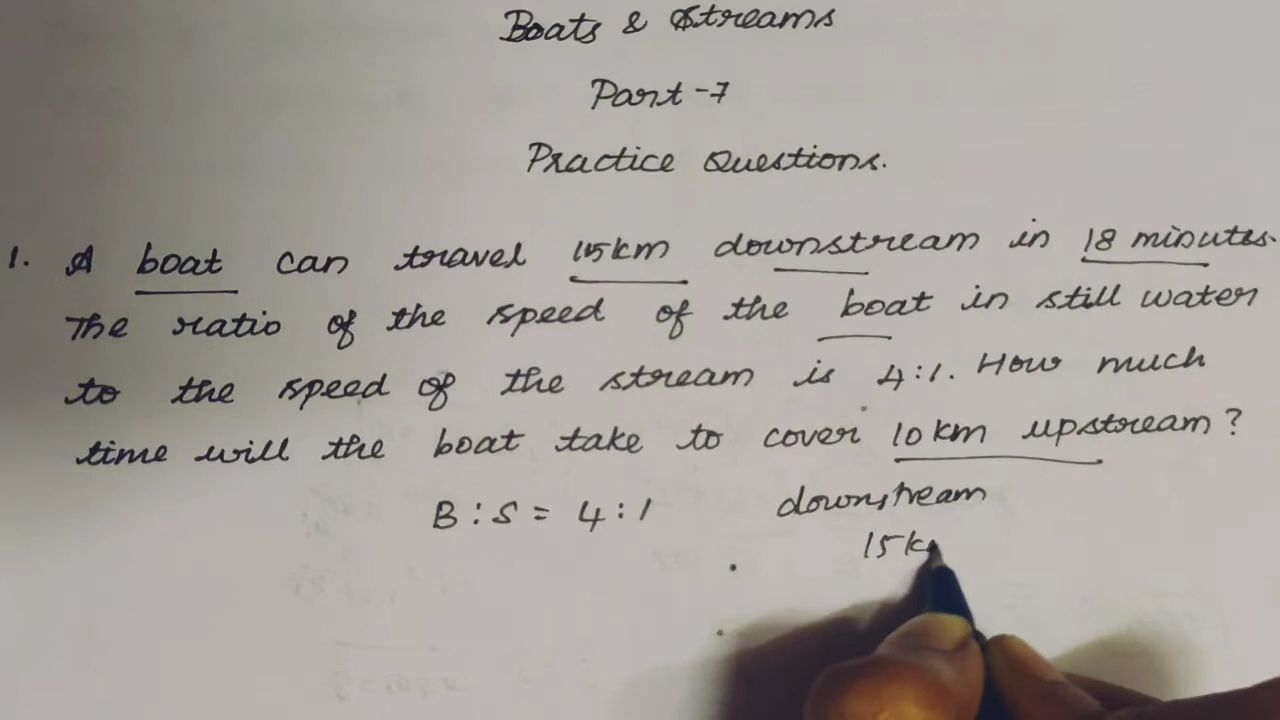 Boats & Streams
Part-7
Practice Questions.
1. A boat can travel 15km downstream in 18 minutes.
The ratio of the speed of the boat in still water
to the speed of the stream is 4:1. How much
time will the boat take to cover 10km upstream?
B:S = 4:1 downstream
15k